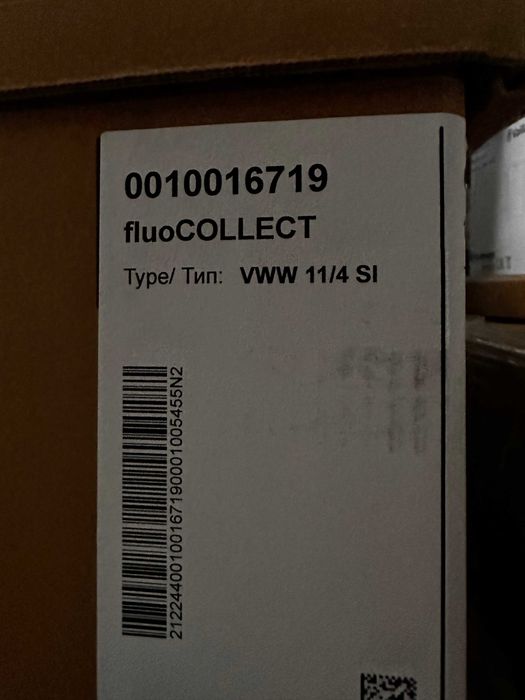 0010016719
fluoCOLLECT
Type/ Тип: VWW 11/4 SI
21224400100167190001005455N2